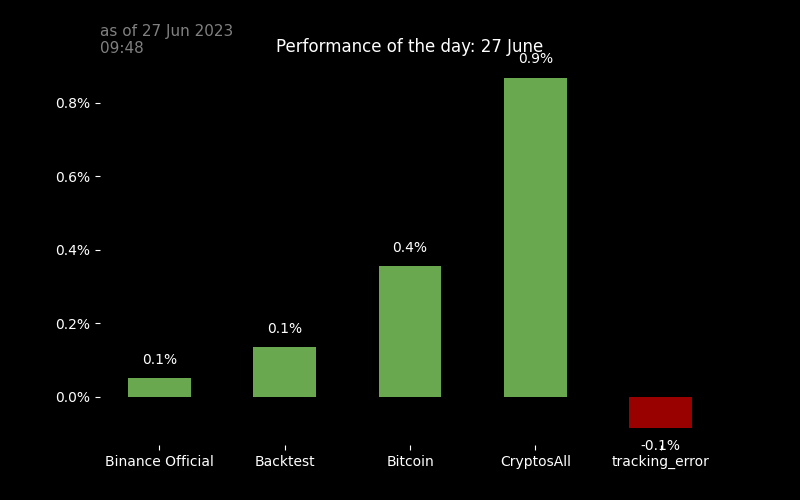 as of 27 Jun 2023
09:48
Performance of the day: 27 June
0.9%
0.8%
0.6%
0.4%
0.4%
0.2%
0.1%
0.1%
0.0%
-0.1%
Binance Official
Backtest
Bitcoin
CryptosAll
tracking_error